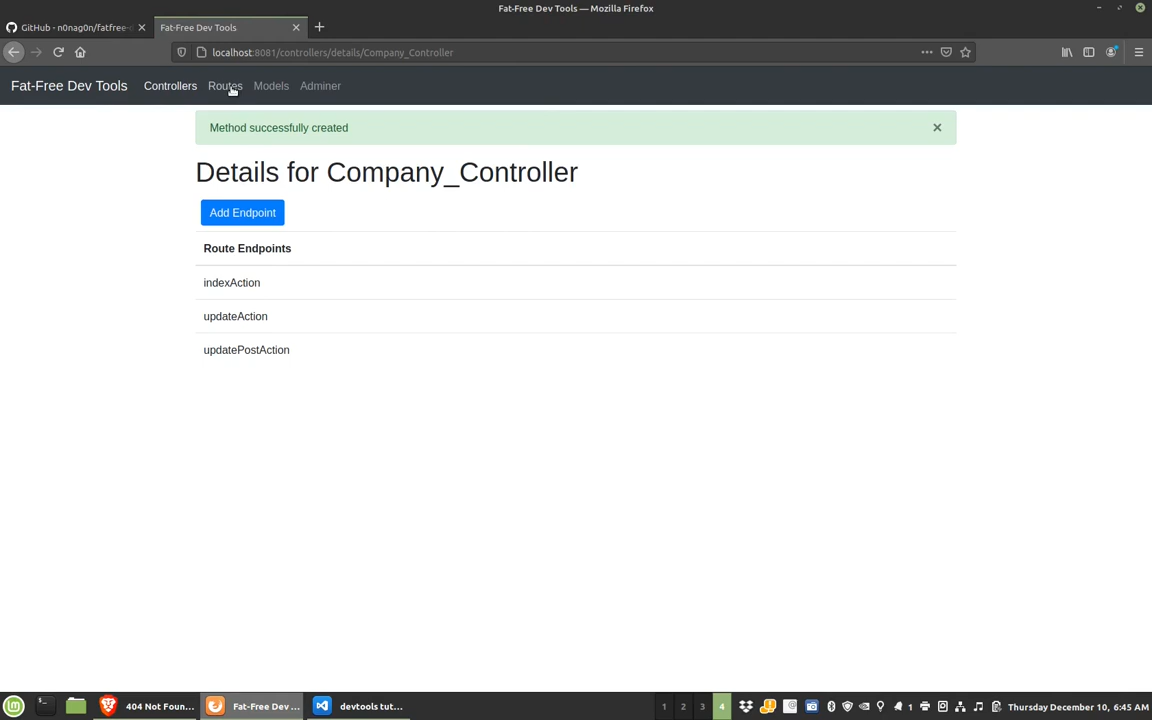 Fat-Free Dev Tools — Mozilla Firefox
GitHub - n0nag0n/fatfree-d
Fat-Free Dev Tools
localhost:8081/controllers/details/Company_Controller
Fat-Free Dev Tools Controllers Routes Models Adminer
Method successfully created
Details for Company_Controller
Add Endpoint
Route Endpoints
indexAction
updateAction
updatePostAction
404 Not Foun... Fat-Free Dev ... devtools tut... 1 2 3 4 1 Thursday December 10, 6:45 AM